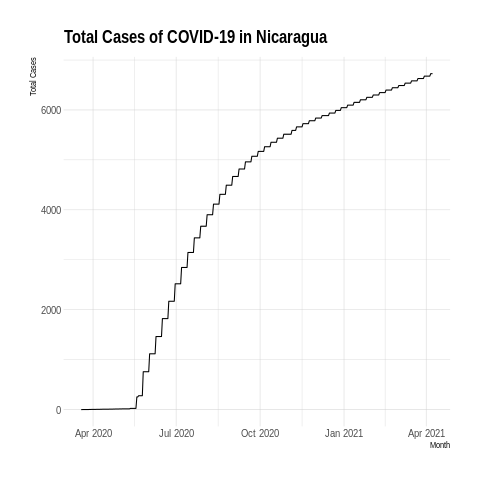 Total Cases of COVID-19 in Nicaragua
Total Cases
6000
4000
2000
0
Apr 2020
Jul 2020
Oct 2020
Jan 2021
Apr 2021
Month